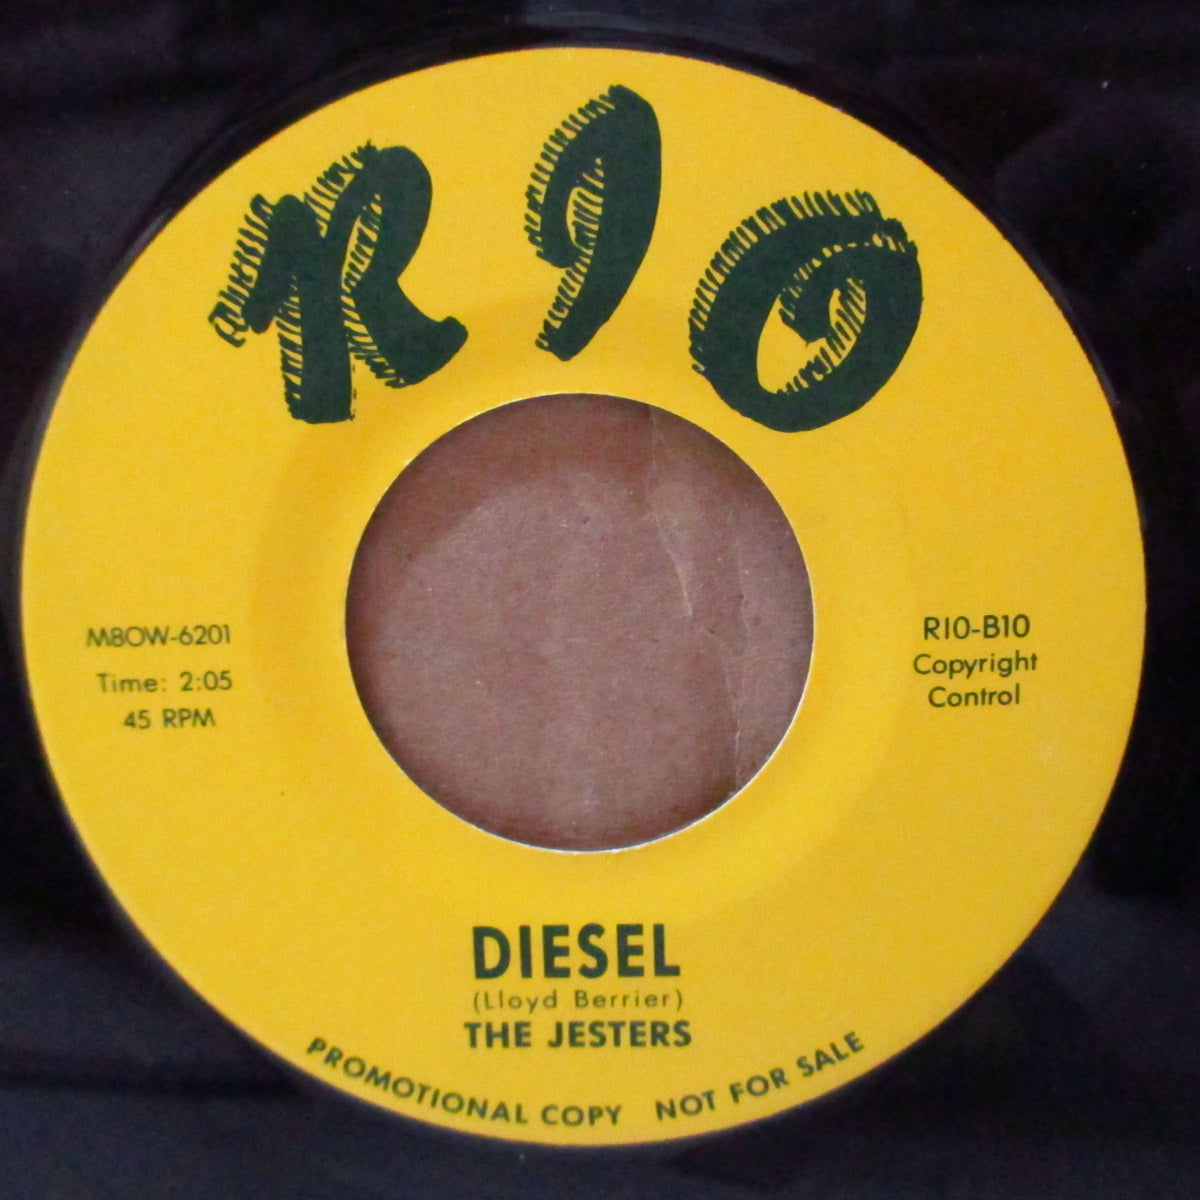 RIO
M8OW-6201
Time: 2:05
45 RPM
RIO-B10
Copyright
Control
DIESEL
(Lloyd Berrier)
THE JESTERS
PROMOTIONAL COPY NOT FOR SALE